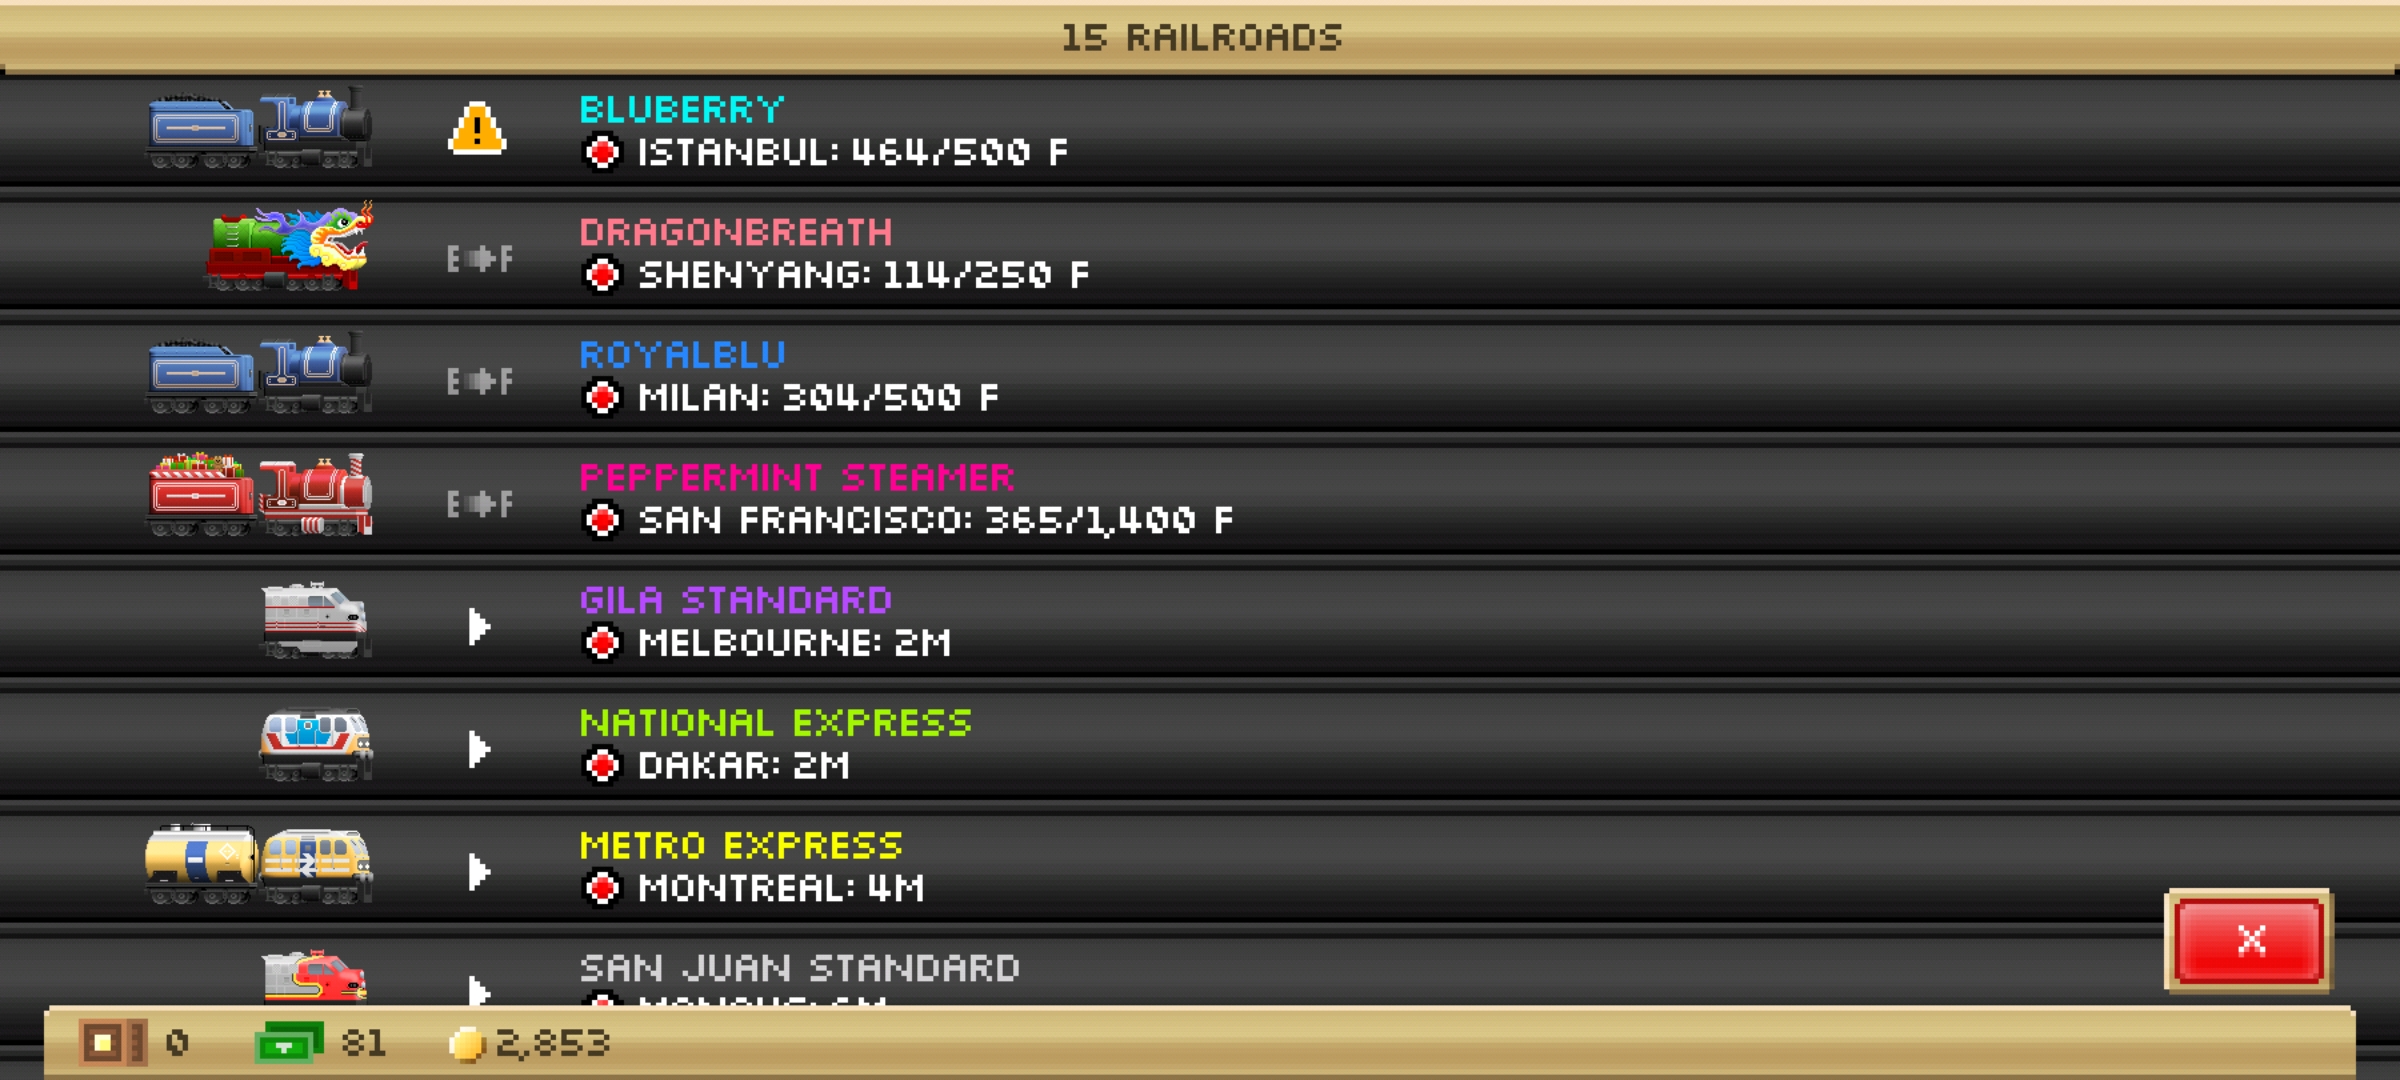 15 RAILROADS
BLUBERRY
ISTANBUL: 464/500 F
E F
DRAGONBREATH
SHENYANG: 114/250 F
E F
ROYALBLU
MILAN: 304/500 F
E F
PEPPERMINT STEAMER
SAN FRANCISCO: 365/1,400 F
GILA STANDARD
MELBOURNE: 2M
NATIONAL EXPRESS
DAKAR: 2M
METRO EXPRESS
MONTREAL: 4M
SAN JUAN STANDARD
0 81 2,853